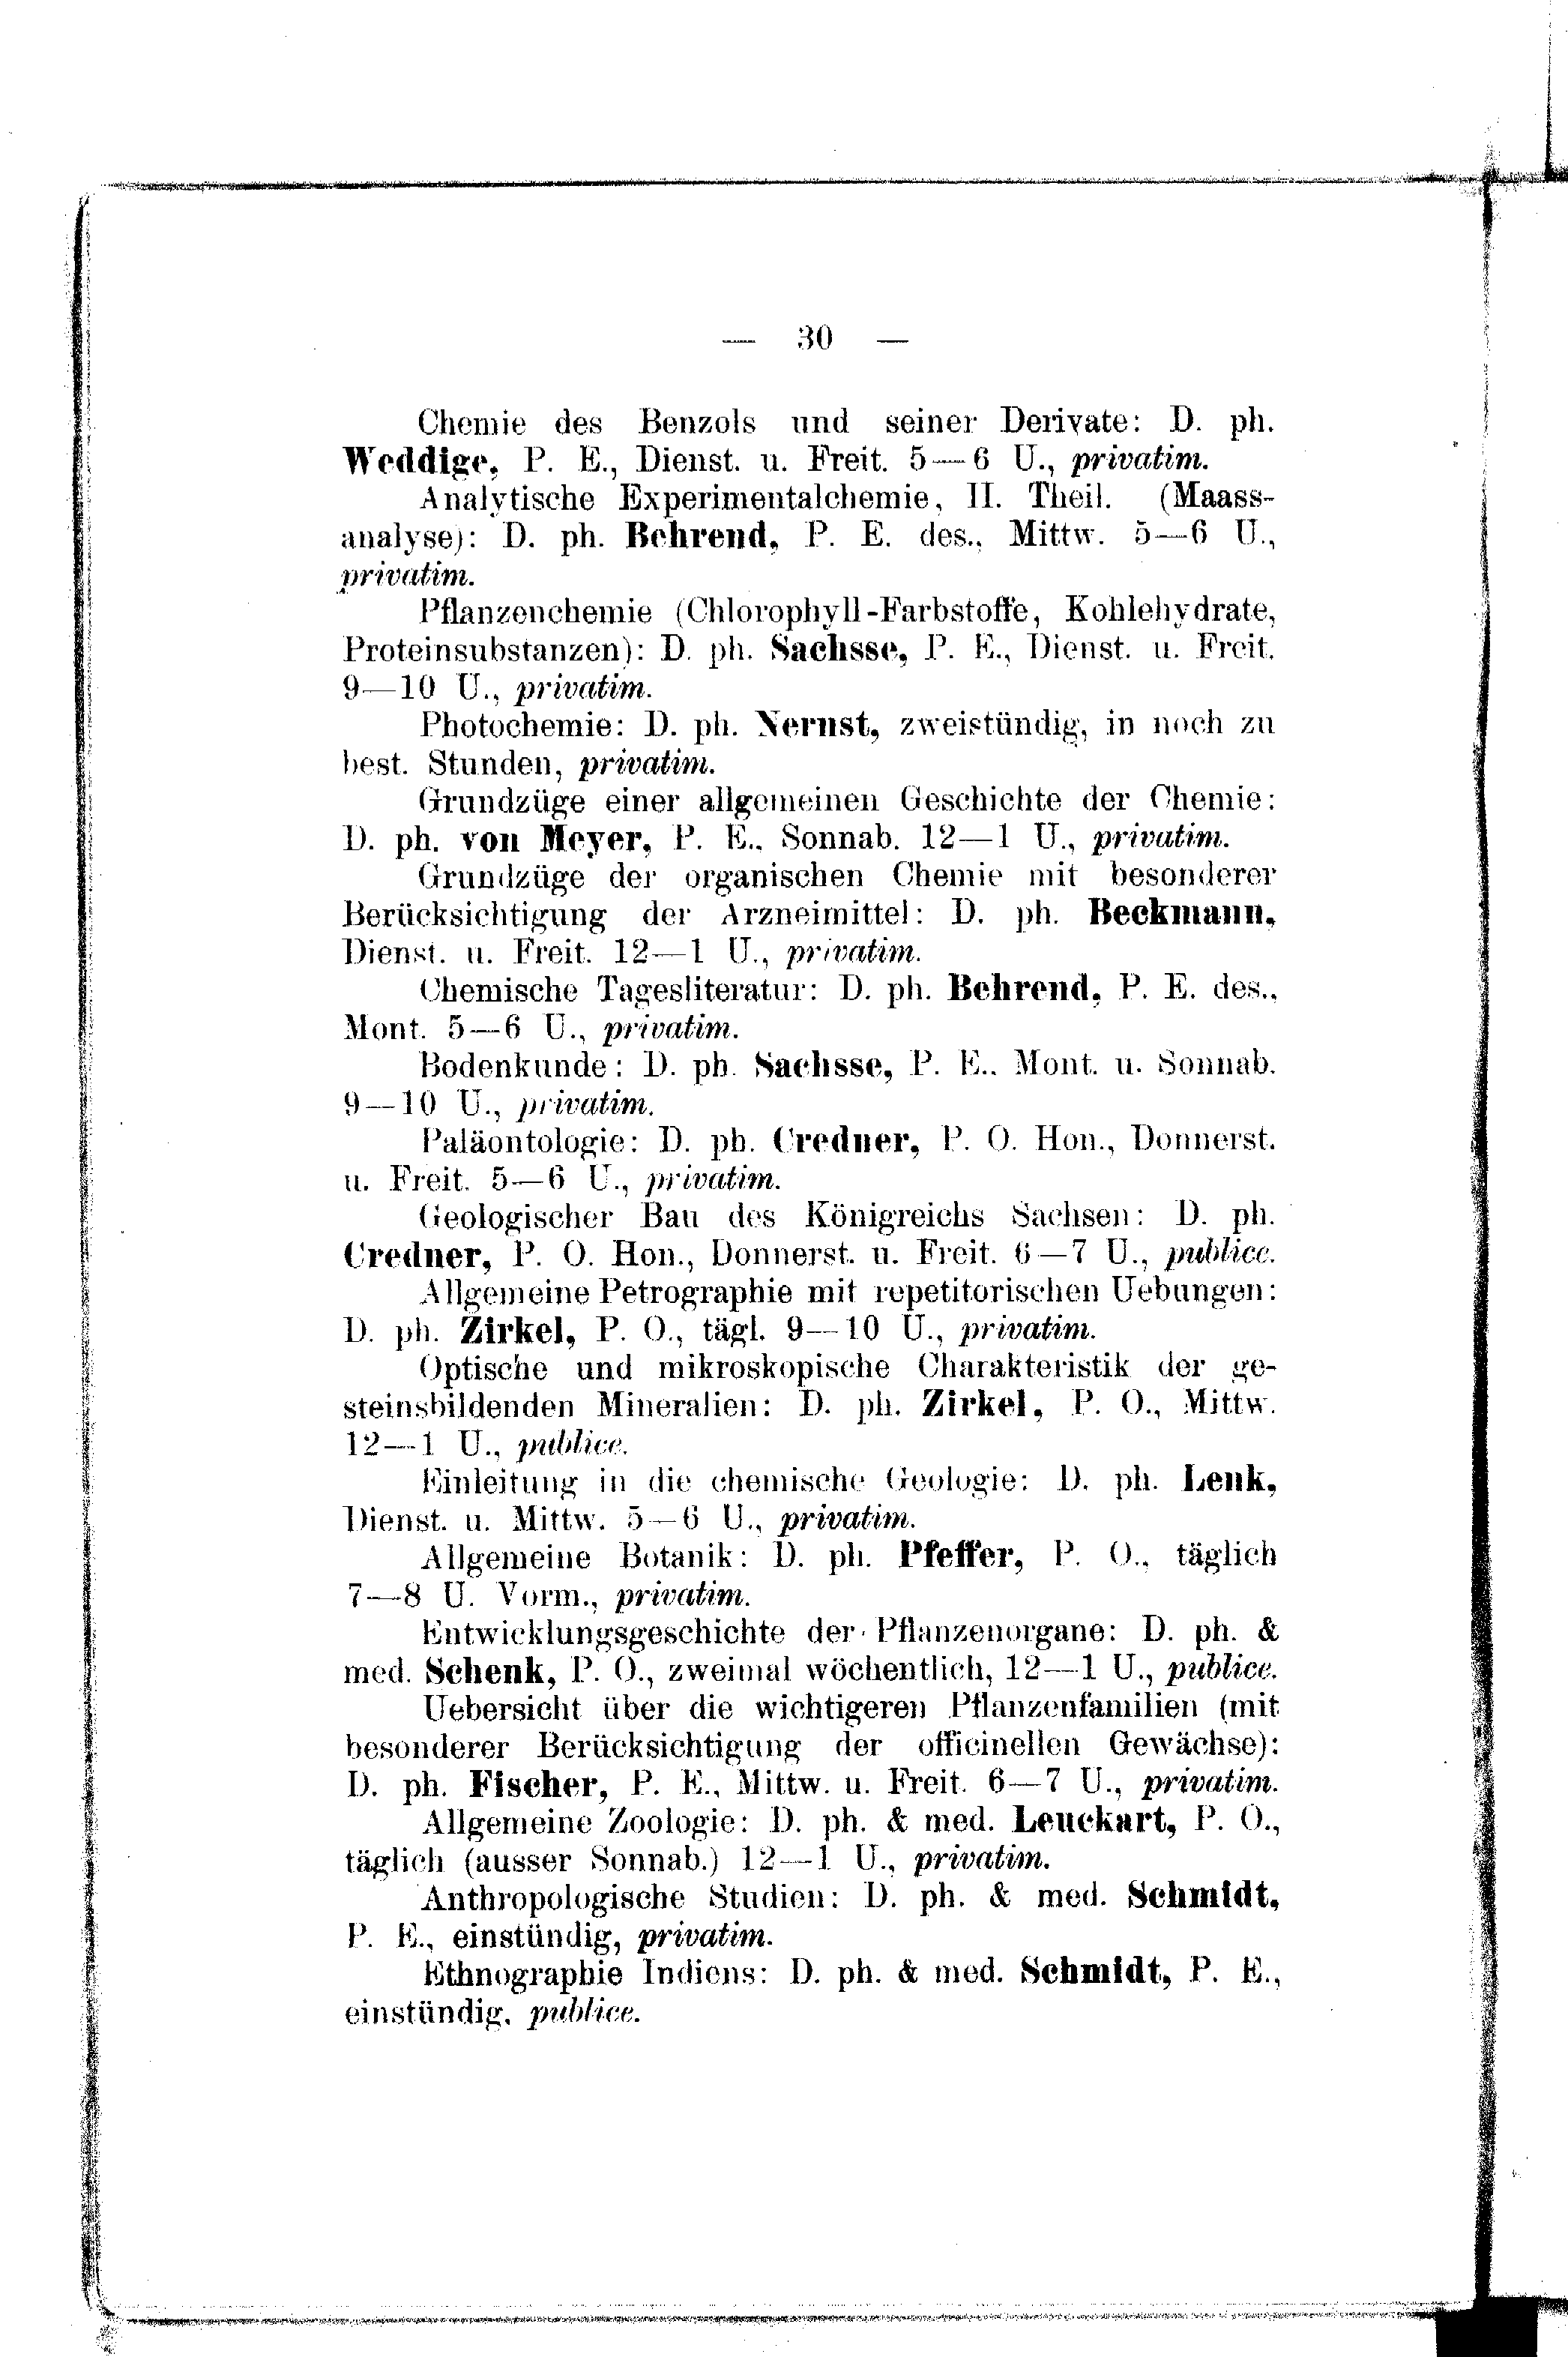 — 30 —
Chemie des Benzols und seiner Derivate: D. ph.
Weddige, P. E., Dienst. u. Freit. 5—6 U., privatim.
Analytische Experimentalchemie, II. Theil. (Maass-
analyse): D. ph. Behrend, P. E. des., Mittw. 5—6 U.,
privatim.
Pflanzenchemie (Chlorophyll-Farbstoffe, Kohlehydrate,
Proteinsubstanzen): D. ph. Sachsse, P. E., Dienst. u. Freit.
9—10 U., privatim.
Photochemie: D. ph. Nernst, zweistündig, in noch zu
best. Stunden, privatim.
Grundzüge einer allgemeinen Geschichte der Chemie:
D. ph. von Meyer, P. E., Sonnab. 12—1 U., privatim.
Grundzüge der organischen Chemie mit besonderer
Berücksichtigung der Arzneimittel: D. ph. Beckmann,
Dienst. u. Freit. 12—1 U., privatim.
Chemische Tagesliteratur: D. ph. Behrend, P. E. des.,
Mont. 5—6 U., privatim.
Bodenkunde: D. ph. Sachsse, P. E., Mont. u. Sonnab.
9—10 U., privatim.
Paläontologie: D. ph. Credner, P. O. Hon., Donnerst.
u. Freit. 5—6 U., privatim.
Geologischer Bau des Königreichs Sachsen: D. ph.
Credner, P. O. Hon., Donnerst. u. Freit. 6—7 U., publice.
Allgemeine Petrographie mit repetitorischen Uebungen:
D. ph. Zirkel, P. O., tägl. 9—10 U., privatim.
Optische und mikroskopische Charakteristik der ge-
steinsbildenden Mineralien: D. ph. Zirkel, P. O., Mittw.
12—1 U., publice.
Einleitung in die chemische Geologie: D. ph. Lenk,
Dienst. u. Mittw. 5—6 U., privatim.
Allgemeine Botanik: D. ph. Pfeffer, P. O., täglich
7—8 U. Vorm., privatim.
Entwicklungsgeschichte der Pflanzenorgane: D. ph. &
med. Schenk, P. O., zweimal wöchentlich, 12—1 U., publice.
Uebersicht über die wichtigeren Pflanzenfamilien (mit
besonderer Berücksichtigung der officinellen Gewächse):
D. ph. Fischer, P. E., Mittw. u. Freit. 6—7 U., privatim.
Allgemeine Zoologie: D. ph. & med. Leuckart, P. O.,
täglich (ausser Sonnab.) 12—1 U., privatim.
Anthropologische Studien: D. ph. & med. Schmidt,
P. E., einstündig, privatim.
Ethnographie Indiens: D. ph. & med. Schmidt, P. E.,
einstündig, publice.